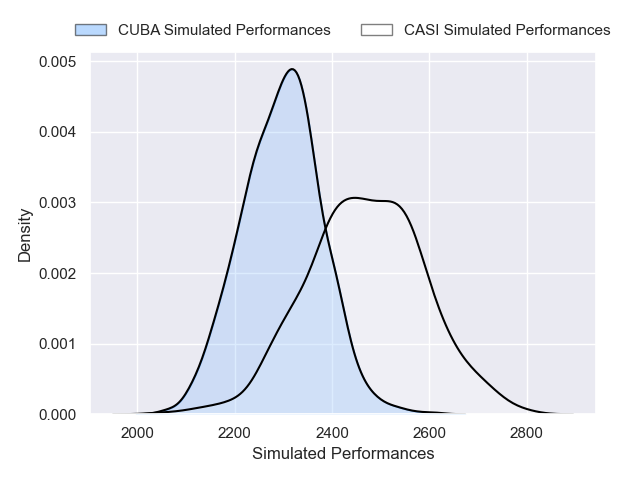 CUBA Simulated Performances CASI Simulated Performances
0.005
0.004
0.003
0.002
0.001
0.000
Density
2000 2200 2400 2600 2800
Simulated Performances